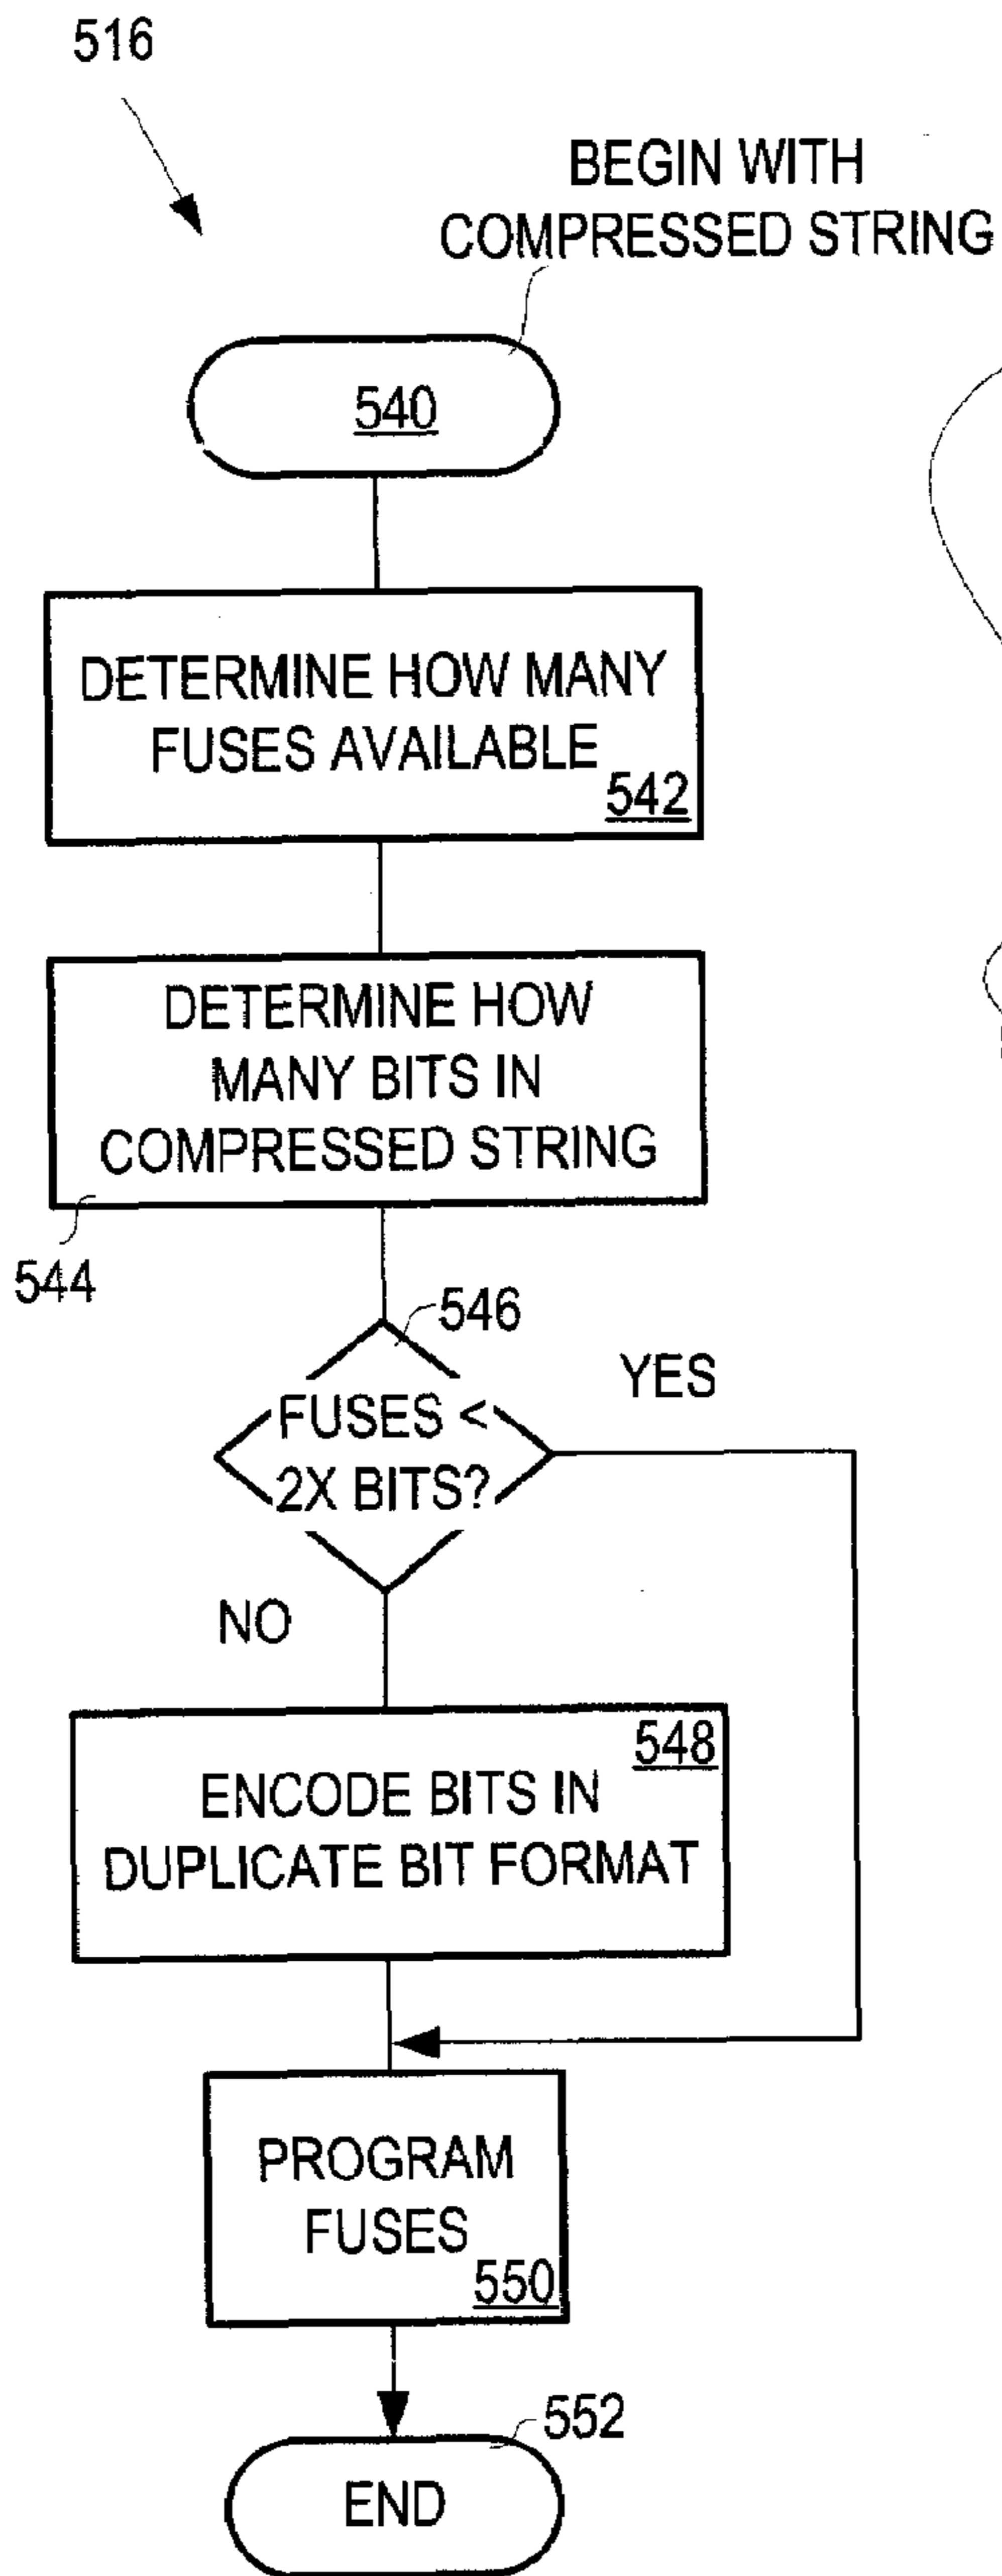 516
BEGIN WITH
COMPRESSED STRING
540
DETERMINE HOW MANY
FUSES AVAILABLE
542
DETERMINE HOW
MANY BITS IN
COMPRESSED STRING
544
546
FUSES <
2X BITS?
YES
NO
548
ENCODE BITS IN
DUPLICATE BIT FORMAT
PROGRAM
FUSES
550
552
END